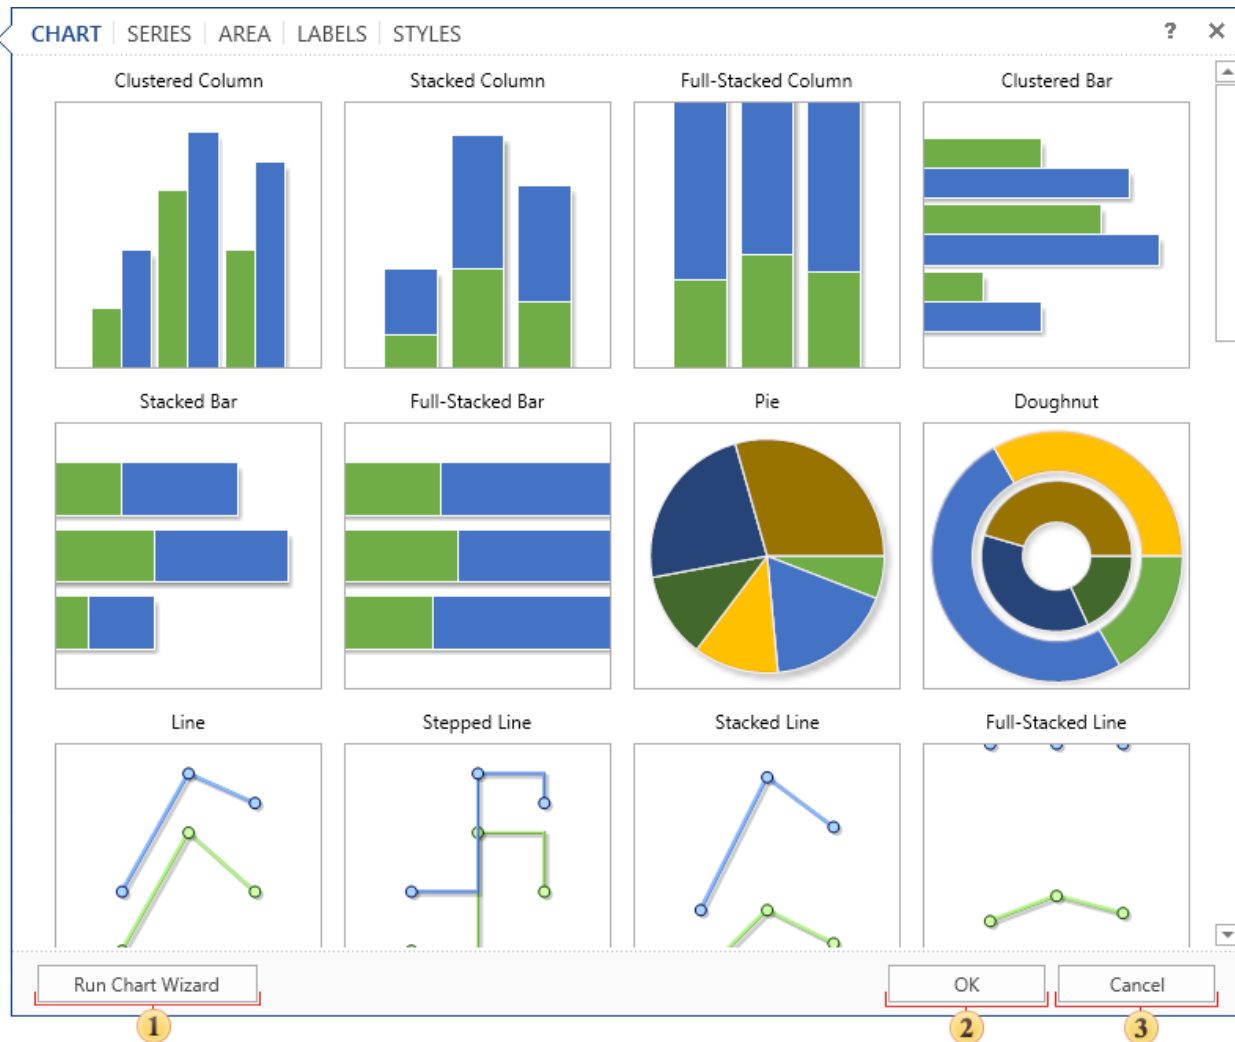 CHART SERIES AREA LABELS STYLES ? ×
Clustered Column Stacked Column Full-Stacked Column Clustered Bar
Stacked Bar Full-Stacked Bar Pie Doughnut
Line Stepped Line Stacked Line Full-Stacked Line
Run Chart Wizard OK Cancel
1 2 3